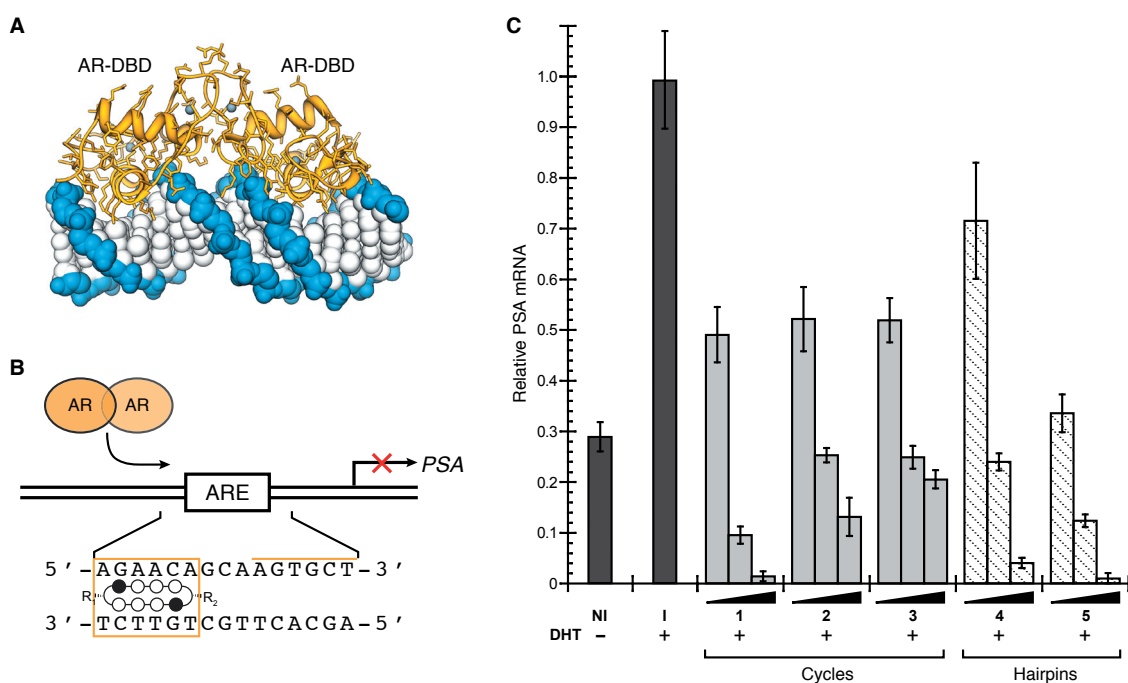 A
AR-DBD AR-DBD
B
AR AR
ARE
PSA
5'-AGAACAGCAAGTGCT-3'
R1 R2
3'-TCTTGTCGTTCACGA-5'
C
Relative PSA mRNA
1.0
0.9
0.8
0.7
0.6
0.5
0.4
0.3
0.2
0.1
0
NI I 1 2 3 4 5
DHT – + + + + + +
Cycles Hairpins